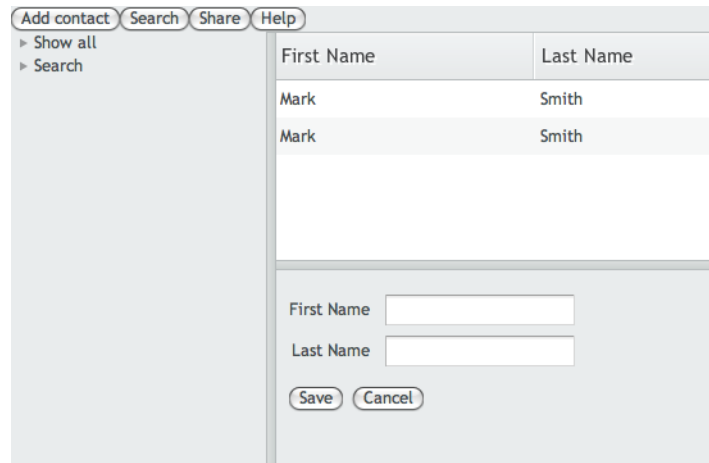 Add contact Search Share Help
Show all
Search
First Name Last Name
Mark Smith
Mark Smith
First Name
Last Name
Save Cancel